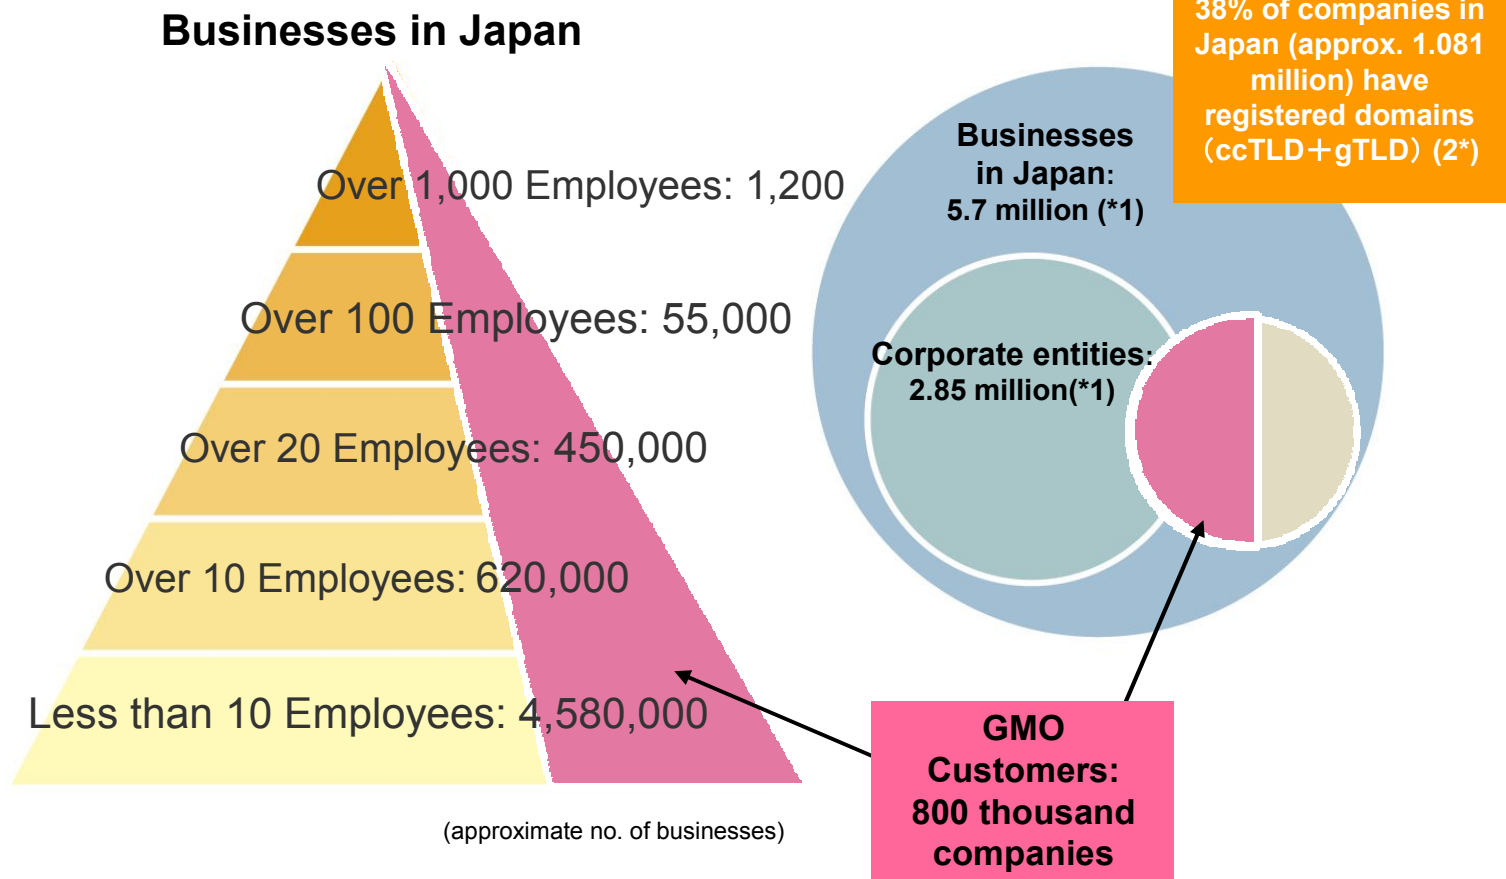 Businesses in Japan
Over 1,000 Employees: 1,200
Over 100 Employees: 55,000
Over 20 Employees: 450,000
Over 10 Employees: 620,000
Less than 10 Employees: 4,580,000
(approximate no. of businesses)
38% of companies in
Japan (approx. 1.081
million) have
registered domains
（ccTLD＋gTLD）(2*)
Businesses
in Japan:
5.7 million (*1)
Corporate entities:
2.85 million(*1)
GMO
Customers:
800 thousand
companies